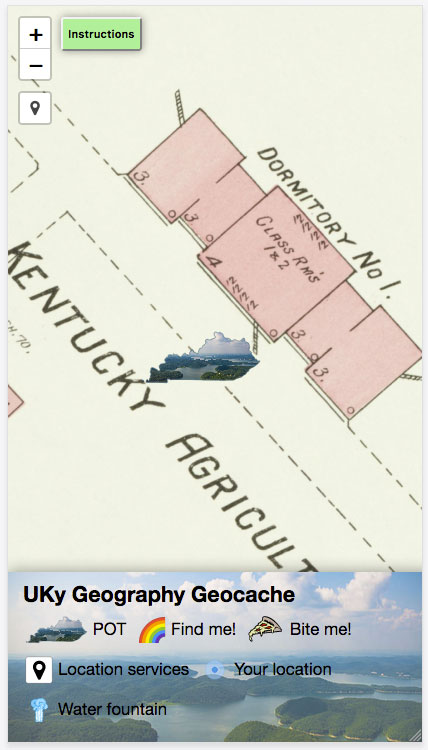 +
Instructions
−
3.
3
DORMITORY No 1.
CLASS RMS'
1&2
4
3
3.
KENTUCKY AGRICULT
H.70.
UKy Geography Geocache
POT Find me! Bite me!
Location services Your location
Water fountain